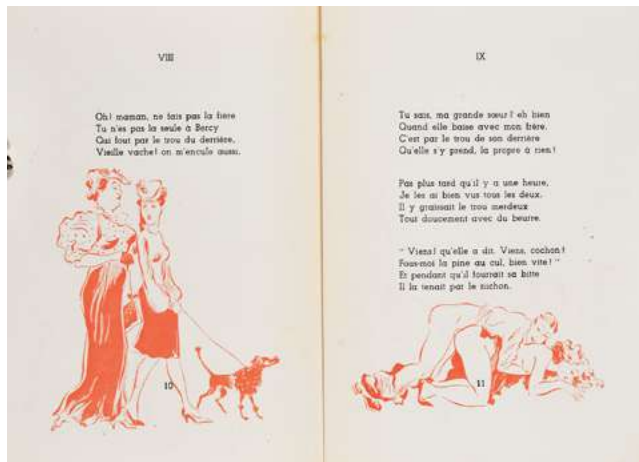 VIII
Oh! maman, ne fais pas la fière
Tu n'es pas la seule à Bercy
Qui fout par le trou du derrière,
Vieille vache! on m'encule aussi.
10
IX
Tu sais, ma grande sœur? eh bien
Quand elle baise avec mon frère,
C'est par le trou de son derrière
Qu'elle s'y prend, la propre à rien!
Pas plus tard qu'il y a une heure,
Je les ai bien vus tous les deux.
Il y graissait le trou merdeux
Tout doucement avec du beurre.
" Viens! qu'elle a dit. Viens, cochon!
Fous-moi la pine au cul, bien vite! "
Et pendant qu'il fourrait sa bitte
Il la tenait par le nichon.
11